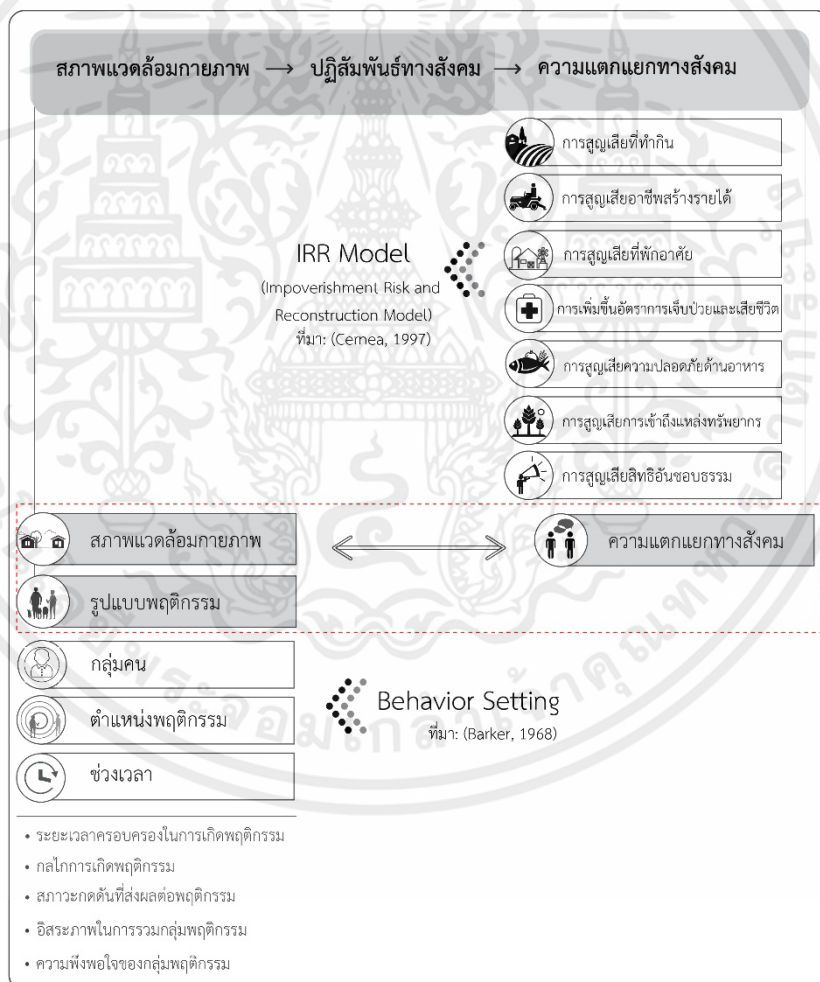 สภาพแวดล้อมกายภาพ → ปฏิสัมพันธ์ทางสังคม → ความแตกแยกทางสังคม
การสูญเสียที่ทำกิน
การสูญเสียอาชีพสร้างรายได้
การสูญเสียที่พักอาศัย
การเพิ่มขึ้นอัตราการเจ็บป่วยและเสียชีวิต
การสูญเสียความปลอดภัยด้านอาหาร
การสูญเสียการเข้าถึงแหล่งทรัพยากร
การสูญเสียสิทธิอันชอบธรรม
IRR Model
(Impoverishment Risk and
Reconstruction Model)
ที่มา: (Cernea, 1997)
สภาพแวดล้อมกายภาพ
ความแตกแยกทางสังคม
รูปแบบพฤติกรรม
กลุ่มคน
ตำแหน่งพฤติกรรม
ช่วงเวลา
Behavior Setting
ที่มา: (Barker, 1968)
• ระยะเวลาครอบครองในการเกิดพฤติกรรม
• กลไกการเกิดพฤติกรรม
• สภาวะกดดันที่ส่งผลต่อพฤติกรรม
• อิสระภาพในการรวมกลุ่มพฤติกรรม
• ความพึงพอใจของกลุ่มพฤติกรรม